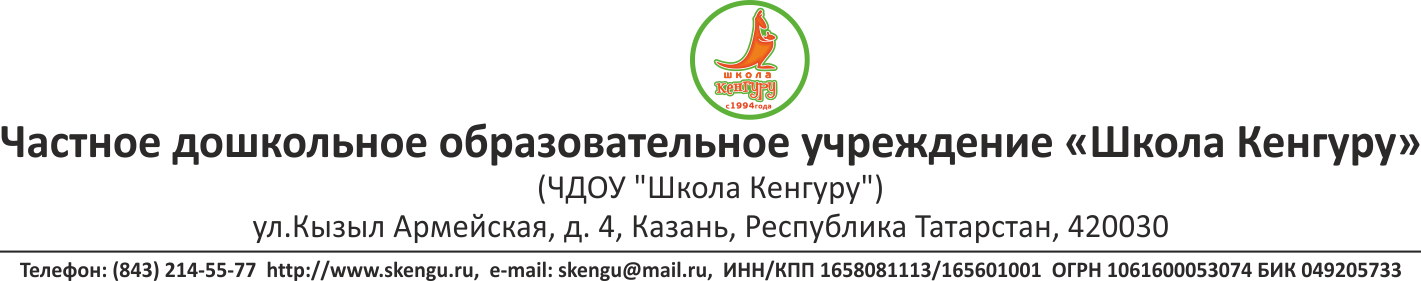 ШКОЛА
КЕНГУРУ
с 1994 года
Частное дошкольное образовательное учреждение «Школа Кенгуру»
(ЧДОУ "Школа Кенгуру")
ул.Кызыл Армейская, д. 4, Казань, Республика Татарстан, 420030
Телефон: (843) 214-55-77 http://www.skengu.ru, e-mail: skengu@mail.ru, ИНН/КПП 1658081113/165601001 ОГРН 1061600053074 БИК 049205733